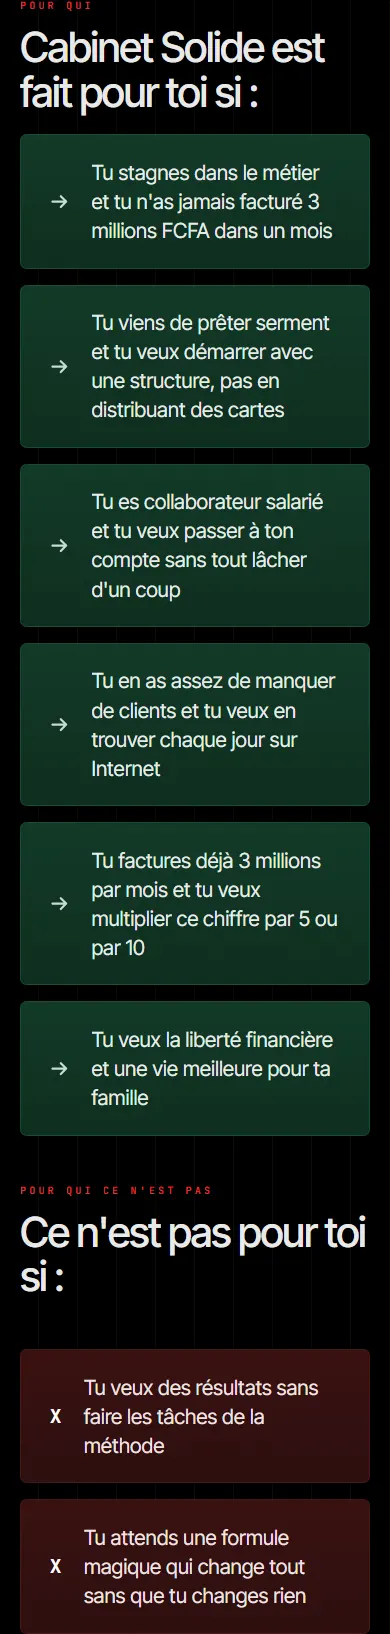 POUR QUI
Cabinet Solide est
fait pour toi si :
→ Tu stagnes dans le métier
et tu n'as jamais facturé 3
millions FCFA dans un mois
→ Tu viens de prêter serment
et tu veux démarrer avec
une structure, pas en
distribuant des cartes
→ Tu es collaborateur salarié
et tu veux passer à ton
compte sans tout lâcher
d'un coup
→ Tu en as assez de manquer
de clients et tu veux en
trouver chaque jour sur
Internet
→ Tu factures déjà 3 millions
par mois et tu veux
multiplier ce chiffre par 5 ou
par 10
→ Tu veux la liberté financière
et une vie meilleure pour ta
famille
POUR QUI CE N'EST PAS
Ce n'est pas pour toi
si :
X Tu veux des résultats sans
faire les tâches de la
méthode
X Tu attends une formule
magique qui change tout
sans que tu changes rien